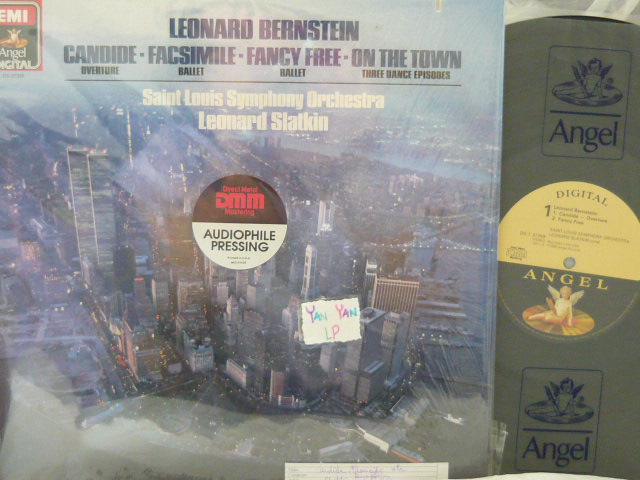 EMI
Angel
DIGITAL
LEONARD BERNSTEIN
CANDIDE • FACSIMILE • FANCY FREE • ON THE TOWN
OVERTURE BALLET BALLET THREE DANCE EPISODES
Saint Louis Symphony Orchestra
Leonard Slatkin
Direct Metal
DMM
Mastering
AUDIOPHILE
PRESSING
YAN YAN
LP
Angel
DIGITAL
1
Leonard Bernstein:
1. Candide — Overture
2. Fancy Free
SAINT LOUIS SYMPHONY ORCHESTRA
LEONARD SLATKIN
ANGEL
Angel